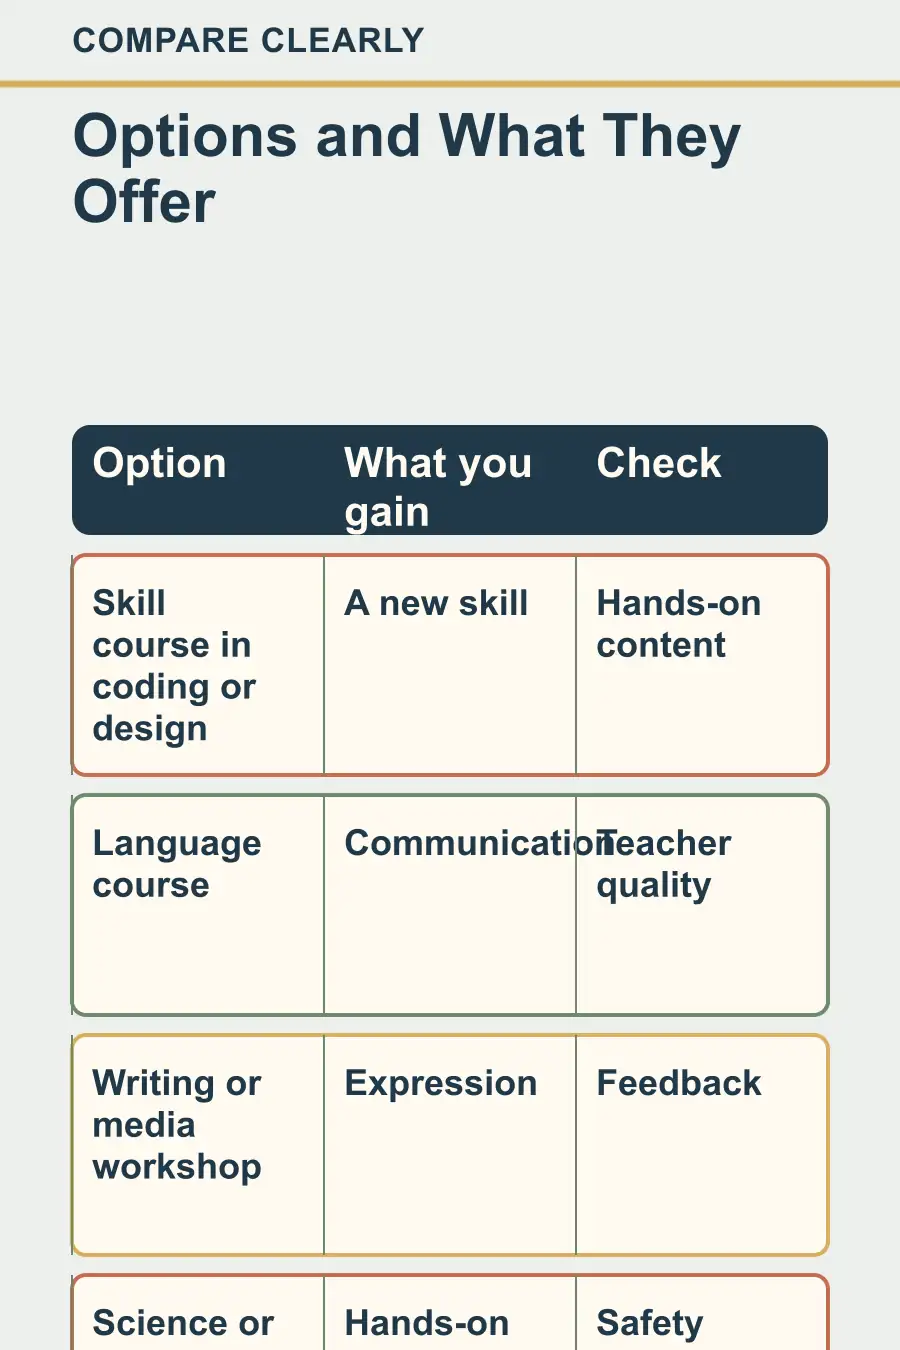 COMPARE CLEARLY
Options and What They
Offer
Option
What you
gain
Check
Skill
course in
coding or
design
A new skill
Hands-on
content
Language
course
Communication
Teacher
quality
Writing or
media
workshop
Expression
Feedback
Science or
Hands-on
Safety